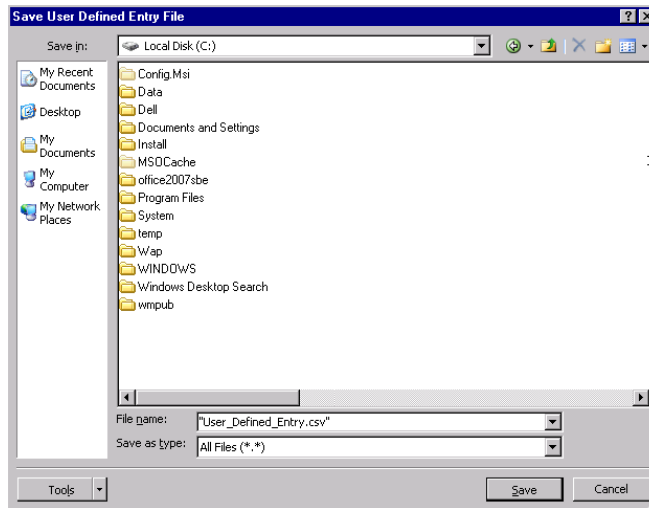 Save User Defined Entry File
Save in: Local Disk (C:)
My Recent Documents
Desktop
My Documents
My Computer
My Network Places
Config.Msi
Data
Dell
Documents and Settings
Install
MSOCache
office2007sbe
Program Files
System
temp
Wap
WINDOWS
Windows Desktop Search
wmpub
File name: "User_Defined_Entry.csv"
Save as type: All Files (*.*)
Tools Save Cancel